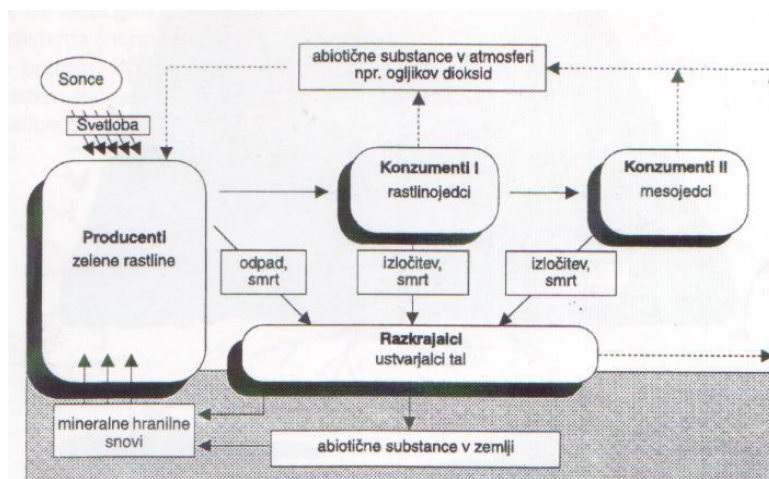 abiotične substance v atmosferi
npr. ogljikov dioksid
Sonce
Svetloba
Producenti
zelene rastline
Konzumenti I
rastlinojedci
Konzumenti II
mesojedci
odpad,
smrt
izločitev,
smrt
izločitev,
smrt
Razkrajalci
ustvarjalci tal
mineralne hranilne
snovi
abiotične substance v zemlji